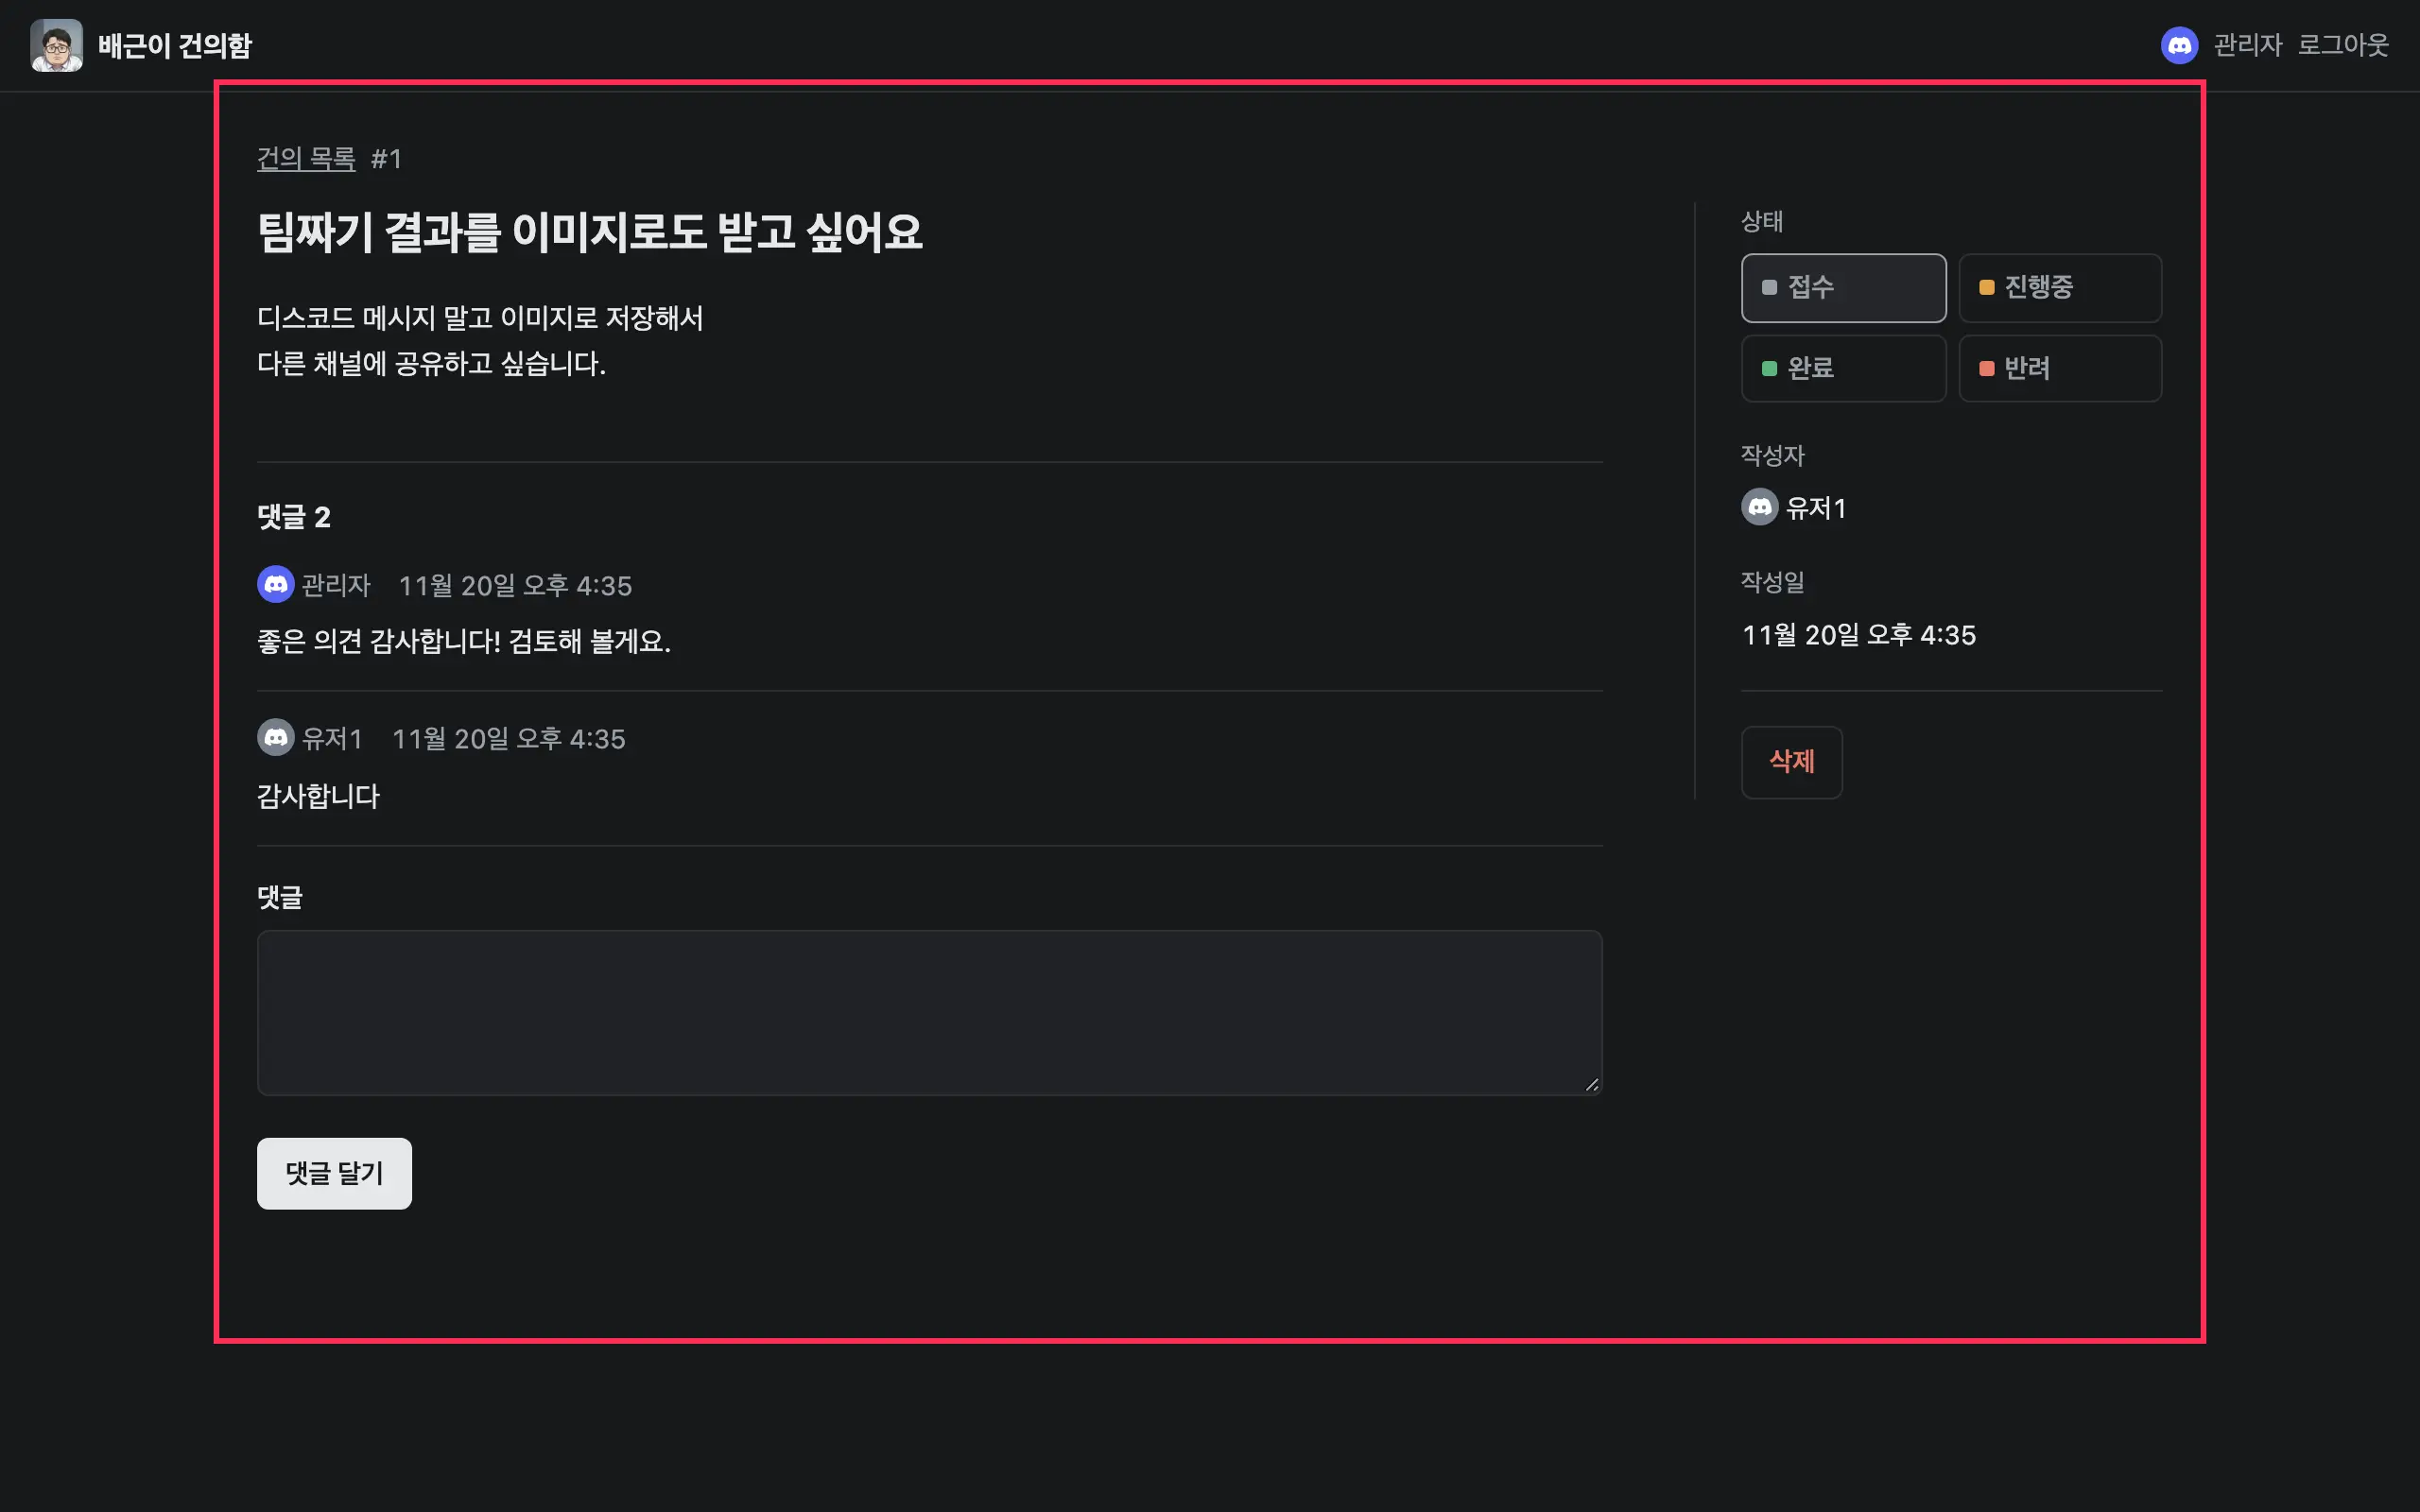 배근이 건의함
관리자 로그아웃
건의 목록 #1
팀짜기 결과를 이미지로도 받고 싶어요
디스코드 메시지 말고 이미지로 저장해서
다른 채널에 공유하고 싶습니다.
댓글 2
관리자 11월 20일 오후 4:35
좋은 의견 감사합니다! 검토해 볼게요.
유저1 11월 20일 오후 4:35
감사합니다
댓글
댓글 달기
상태
접수 진행중
완료 반려
작성자
유저1
작성일
11월 20일 오후 4:35
삭제